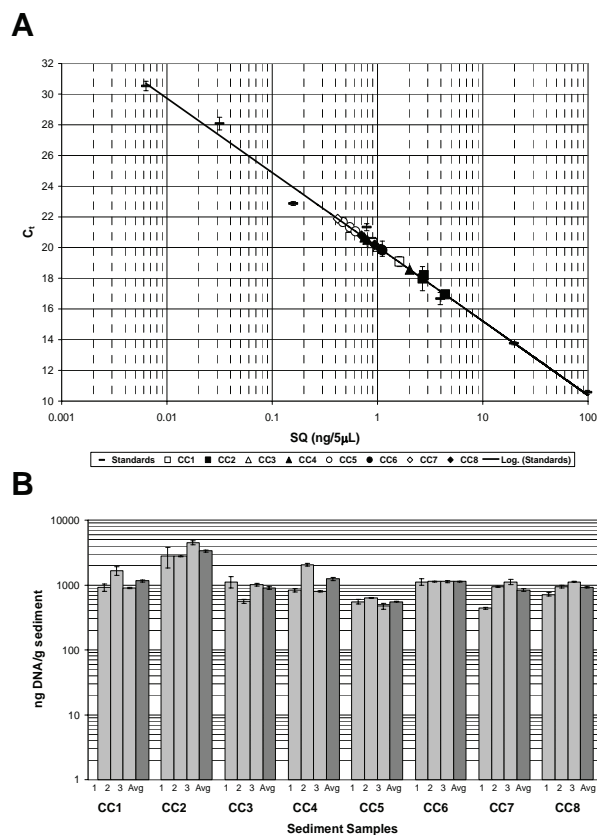 A
32
30
28
26
24
22
20
18
16
14
12
10
Ct
0.001 0.01 0.1 1 10 100
SQ (ng/5µL)
Standards CC1 CC2 CC3 CC4 CC5 CC6 CC7 CC8 Log. (Standards)
B
10000
1000
100
10
1
ng DNA/g sediment
1 2 3 Avg 1 2 3 Avg 1 2 3 Avg 1 2 3 Avg 1 2 3 Avg 1 2 3 Avg 1 2 3 Avg 1 2 3 Avg
CC1 CC2 CC3 CC4 CC5 CC6 CC7 CC8
Sediment Samples